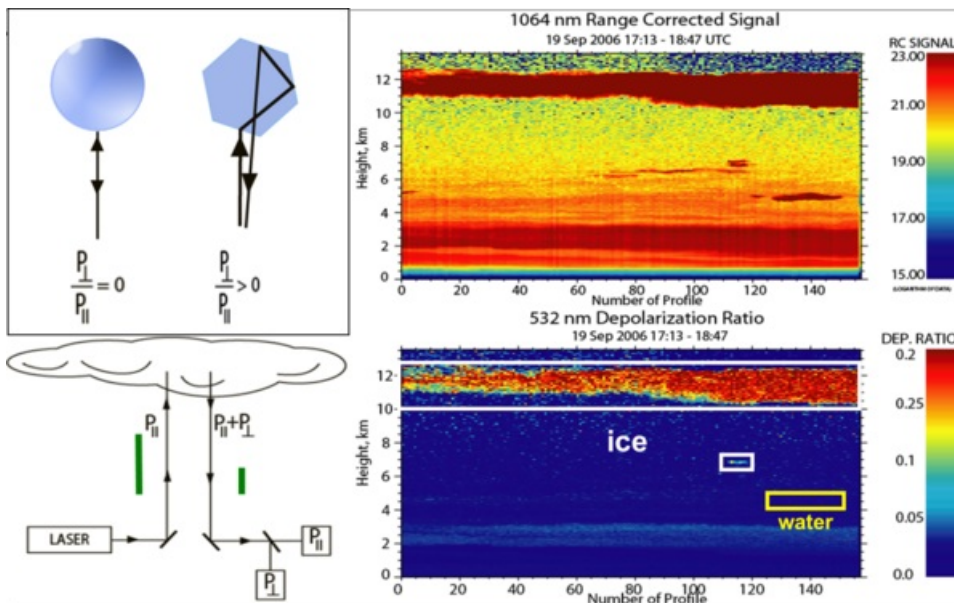 P⊥
P||
=0
P⊥
P||
>0
P||
P||+P⊥
LASER
P||
P⊥
1064 nm Range Corrected Signal
19 Sep 2006 17:13 - 18:47 UTC
RC SIGNAL
Height, km
12
10
8
6
4
2
0
0 20 40 60 80 100 120 140
Number of Profile
23.00
21.00
19.00
17.00
15.00
(LOGARITHM OF DATA)
532 nm Depolarization Ratio
19 Sep 2006 17:13 - 18:47
DEP. RATIO
Height, km
12
10
8
6
4
2
0
ice
water
0 20 40 60 80 100 120 140
Number of Profile
0.2
0.25
0.1
0.05
0.0